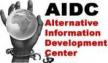 AIDC
Alternative
Information
Development
Center